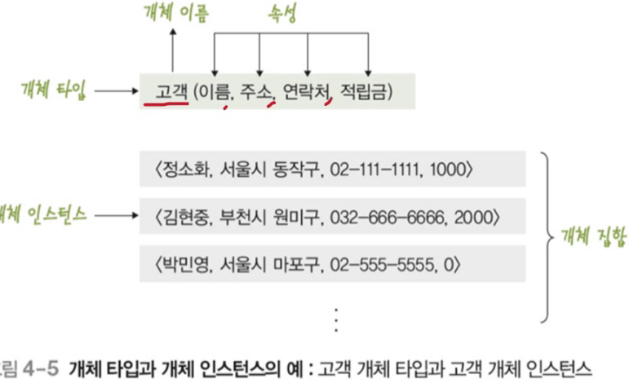 개체 이름 속성
개체 타입 고객 (이름, 주소, 연락처, 적립금)
〈정소화, 서울시 동작구, 02-111-1111, 1000〉
개체 인스턴스 〈김현중, 부천시 원미구, 032-666-6666, 2000〉
개체 집합
〈박민영, 서울시 마포구, 02-555-5555, 0〉
⋮
그림 4-5 개체 타입과 개체 인스턴스의 예 : 고객 개체 타입과 고객 개체 인스턴스